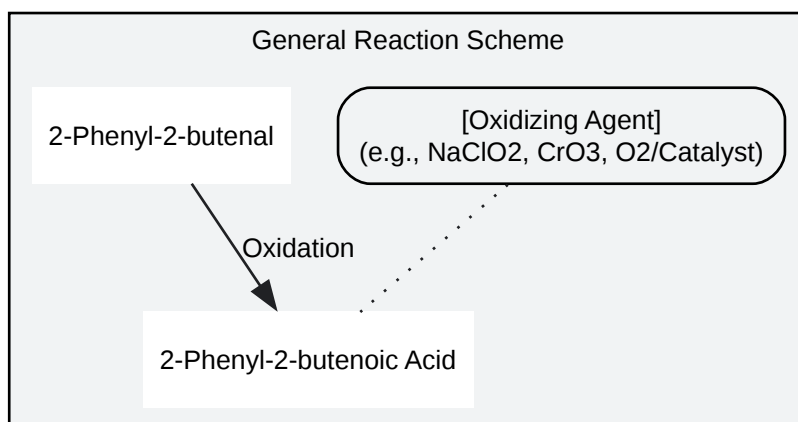 General Reaction Scheme
2-Phenyl-2-butenal
[Oxidizing Agent]
(e.g., NaClO2, CrO3, O2/Catalyst)
Oxidation
2-Phenyl-2-butenoic Acid